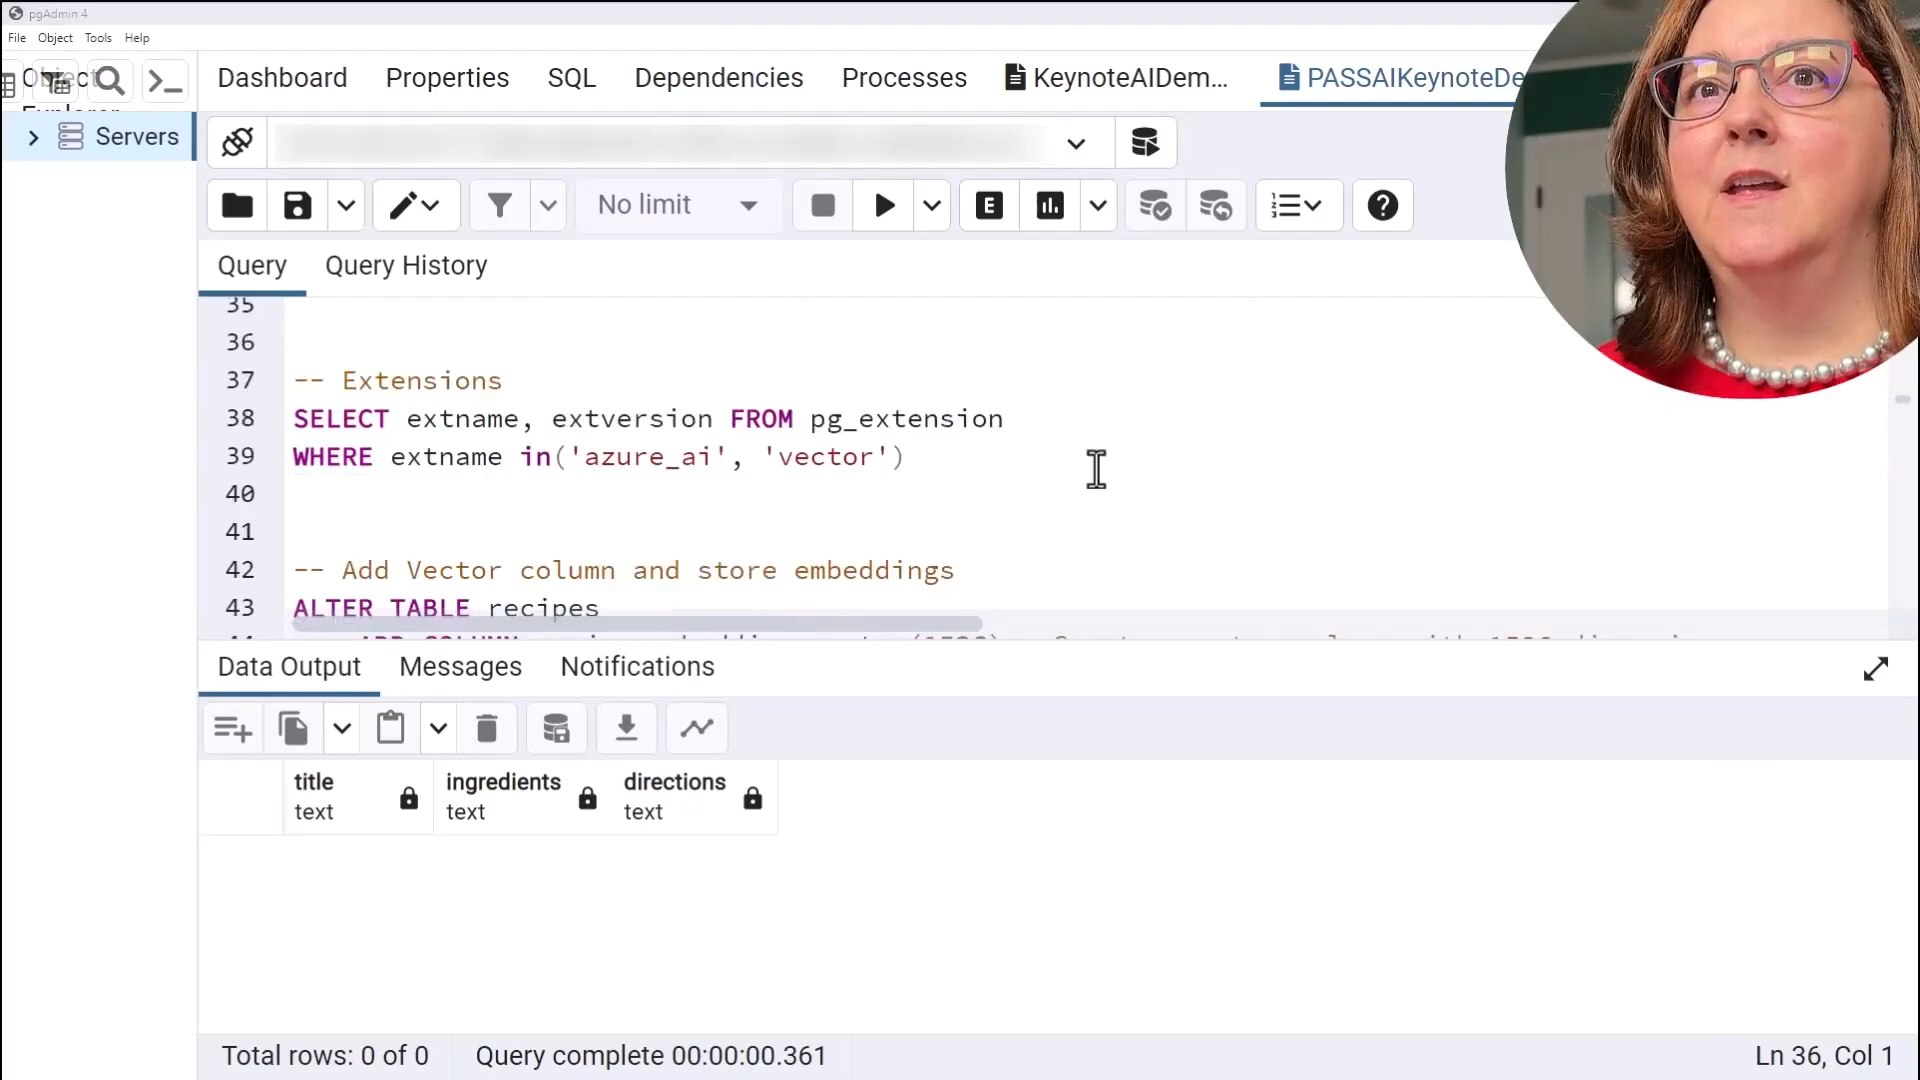 pgAdmin 4
File Object Tools Help
Dashboard Properties SQL Dependencies Processes KeynoteAIDem... PASSAIKeynoteDe
Servers
No limit
Query Query History
35
36
37 -- Extensions
38 SELECT extname, extversion FROM pg_extension
39 WHERE extname in('azure_ai', 'vector')
40
41
42 -- Add Vector column and store embeddings
43 ALTER TABLE recipes
Data Output Messages Notifications
title ingredients directions
text text text
Total rows: 0 of 0 Query complete 00:00:00.361 Ln 36, Col 1